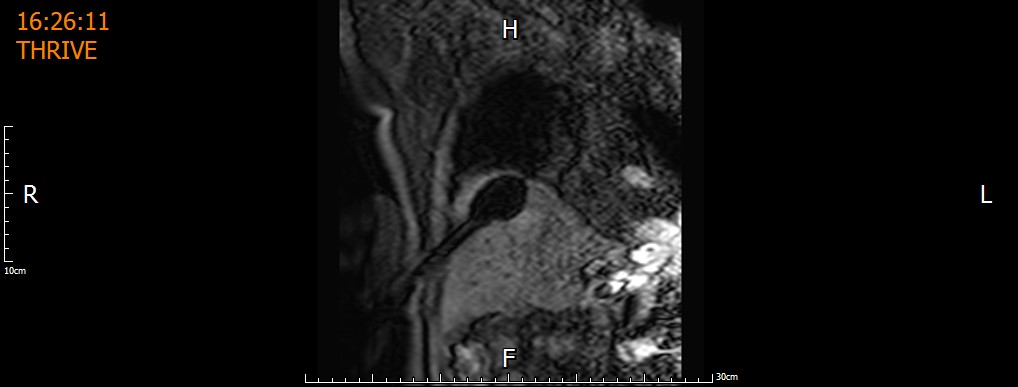 16:26:11
THRIVE
H
R
L
10cm
F
30cm